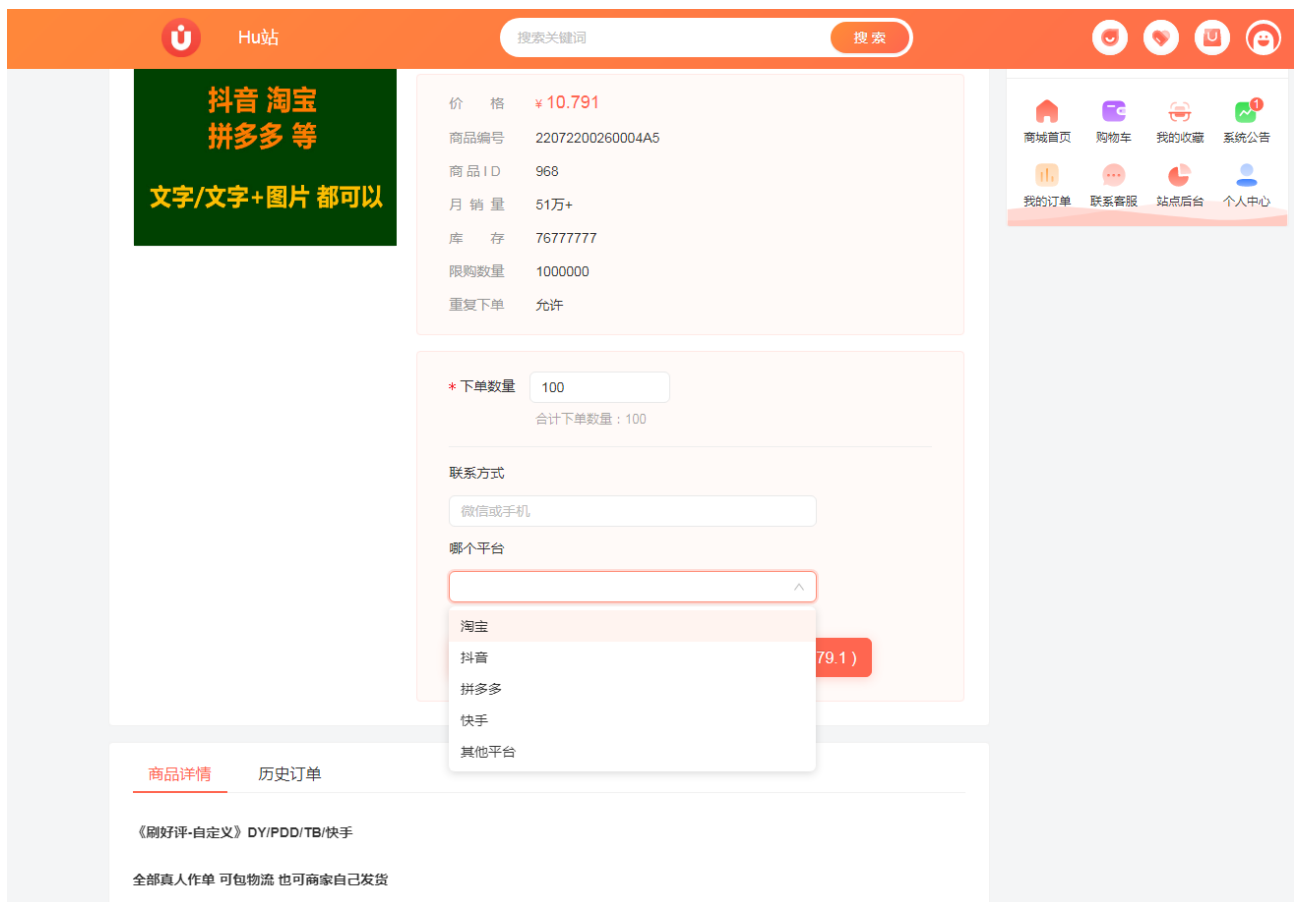 Hu站
搜索关键词
搜 索
抖音 淘宝
拼多多 等
文字/文字+图片 都可以
价 格 ¥ 10.791
商品编号 22072200260004A5
商 品 I D 968
月 销 量 51万+
库 存 76777777
限购数量 1000000
重复下单 允许
* 下单数量 100
合计下单数量：100
联系方式
微信或手机
哪个平台
淘宝
抖音
拼多多
快手
其他平台
79.1 )
商城首页 购物车 我的收藏 系统公告
1
我的订单 联系客服 站点后台 个人中心
商品详情 历史订单
《刷好评-自定义》DY/PDD/TB/快手
全部真人作单 可包物流 也可商家自己发货